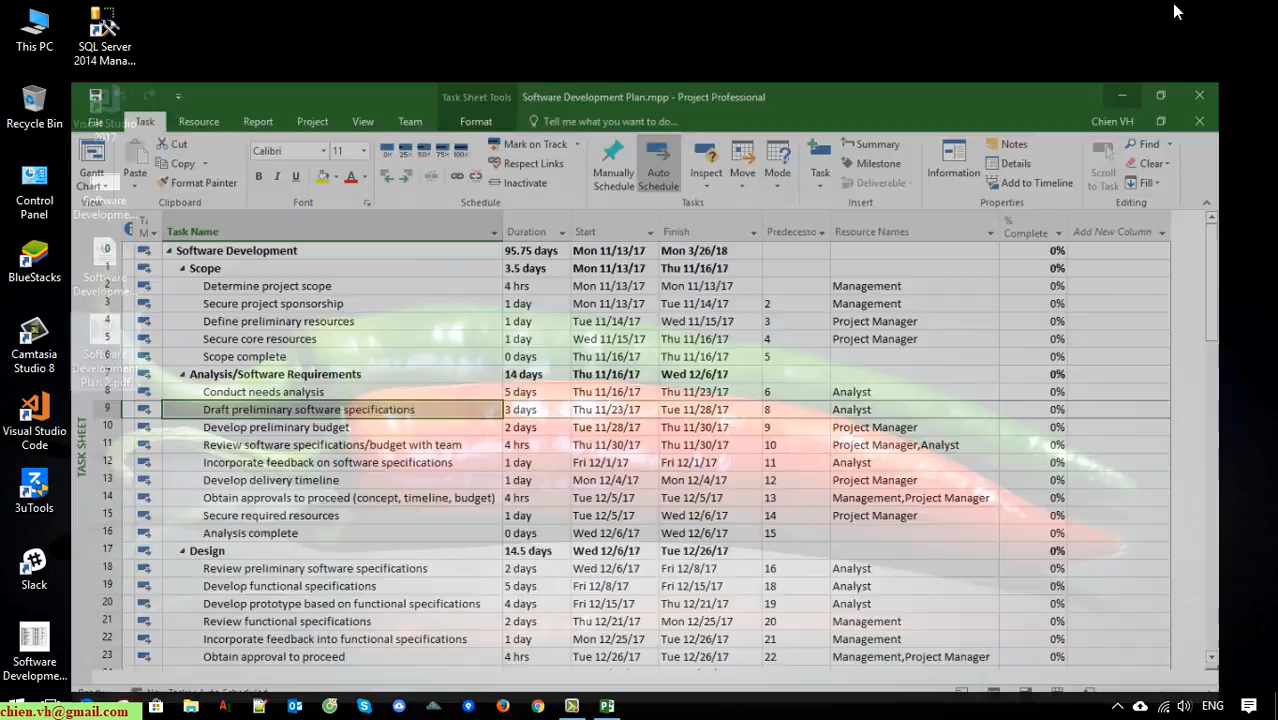 This PC
SQL Server
2014 Mana...
Recycle Bin
Control
Panel
BlueStacks
Camtasia
Studio 8
Visual Studio
Code
3uTools
Slack
Software
Developme...
Visual Studio
2017
Software
Developme...
Software
Developme...
Software
Development
Plan 2.pdf
Task Sheet Tools
Software Development Plan.mpp - Project Professional
File
Task
Resource
Report
Project
View
Team
Format
Tell me what you want to do...
Chien VH
Gantt
Chart
View
Paste
Cut
Copy
Format Painter
Clipboard
Calibri
11
B I U
A
Font
0% 25% 50% 75% 100%
Mark on Track
Respect Links
Inactivate
Schedule
Manually
Schedule
Auto
Schedule
Inspect
Move
Mode
Tasks
Task
Summary
Milestone
Deliverable
Insert
Information
Notes
Details
Add to Timeline
Properties
Scroll
to Task
Find
Clear
Fill
Editing
Task Name Duration Start Finish Predecesso Resource Names % Complete Add New Column
Software Development 95.75 days Mon 11/13/17 Mon 3/26/18 0%
1 Scope 3.5 days Mon 11/13/17 Thu 11/16/17 0%
2 Determine project scope 4 hrs Mon 11/13/17 Mon 11/13/17 Management 0%
3 Secure project sponsorship 1 day Mon 11/13/17 Tue 11/14/17 2 Management 0%
4 Define preliminary resources 1 day Tue 11/14/17 Wed 11/15/17 3 Project Manager 0%
5 Secure core resources 1 day Wed 11/15/17 Thu 11/16/17 4 Project Manager 0%
6 Scope complete 0 days Thu 11/16/17 Thu 11/16/17 5 0%
7 Analysis/Software Requirements 14 days Thu 11/16/17 Wed 12/6/17 0%
8 Conduct needs analysis 5 days Thu 11/16/17 Thu 11/23/17 6 Analyst 0%
9 Draft preliminary software specifications 3 days Thu 11/23/17 Tue 11/28/17 8 Analyst 0%
10 Develop preliminary budget 2 days Tue 11/28/17 Thu 11/30/17 9 Project Manager 0%
11 Review software specifications/budget with team 4 hrs Thu 11/30/17 Thu 11/30/17 10 Project Manager,Analyst 0%
12 Incorporate feedback on software specifications 1 day Fri 12/1/17 Fri 12/1/17 11 Analyst 0%
13 Develop delivery timeline 1 day Mon 12/4/17 Mon 12/4/17 12 Project Manager 0%
14 Obtain approvals to proceed (concept, timeline, budget) 4 hrs Tue 12/5/17 Tue 12/5/17 13 Management,Project Manager 0%
15 Secure required resources 1 day Tue 12/5/17 Wed 12/6/17 14 Project Manager 0%
16 Analysis complete 0 days Wed 12/6/17 Wed 12/6/17 15 0%
17 Design 14.5 days Wed 12/6/17 Tue 12/26/17 0%
18 Review preliminary software specifications 2 days Wed 12/6/17 Fri 12/8/17 16 Analyst 0%
19 Develop functional specifications 5 days Fri 12/8/17 Fri 12/15/17 18 Analyst 0%
20 Develop prototype based on functional specifications 4 days Fri 12/15/17 Thu 12/21/17 19 Analyst 0%
21 Review functional specifications 2 days Thu 12/21/17 Mon 12/25/17 20 Management 0%
22 Incorporate feedback into functional specifications 1 day Mon 12/25/17 Tue 12/26/17 21 Management 0%
23 Obtain approval to proceed 4 hrs Tue 12/26/17 Tue 12/26/17 22 Management,Project Manager 0%
TASK SHEET
chien.vh@gmail.com
ENG